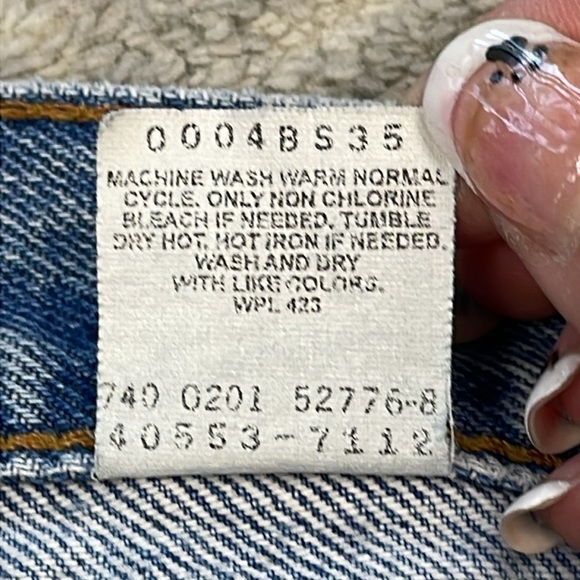 00048S35
MACHINE WASH WARM NORMAL
CYCLE. ONLY NON CHLORINE
BLEACH IF NEEDED. TUMBLE
DRY HOT. HOT IRON IF NEEDED.
WASH AND DRY
WITH LIKE COLORS.
WPL 423
740 0201 52776-8
40553-7112